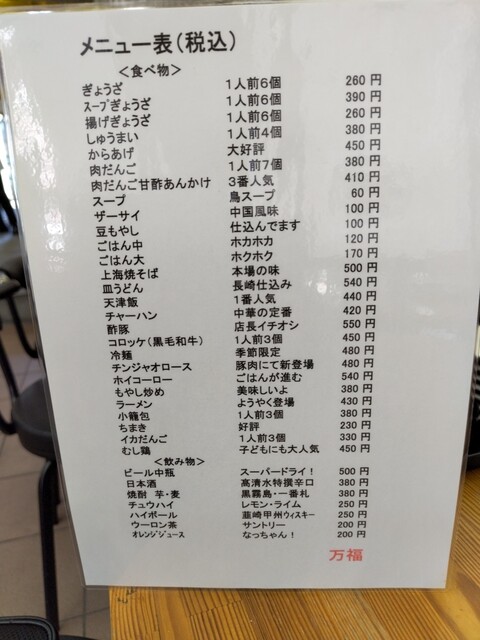 メニュー表(税込)
＜食べ物＞
ぎょうざ 1人前6個 260 円
スープぎょうざ 1人前6個 390 円
揚げぎょうざ 1人前6個 260 円
しゅうまい 1人前4個 380 円
からあげ 大好評 450 円
肉だんご 1人前7個 380 円
肉だんご甘酢あんかけ 3番人気 410 円
スープ 鳥スープ 60 円
ザーサイ 中国風味 100 円
豆もやし 仕込んでます 100 円
ごはん中 ホカホカ 120 円
ごはん大 ホクホク 170 円
上海焼そば 本場の味 500 円
皿うどん 長崎仕込み 540 円
天津飯 1番人気 440 円
チャーハン 中華の定番 420 円
酢豚 店長イチオシ 550 円
コロッケ(黒毛和牛) 1人前3個 450 円
冷麺 季節限定 480 円
チンジャオロース 豚肉にて新登場 480 円
ホイコーロー ごはんが進む 540 円
もやし炒め 美味しいよ 380 円
ラーメン ようやく登場 430 円
小籠包 1人前3個 380 円
ちまき 好評 230 円
イカだんご 1人前3個 330 円
むし鶏 子どもにも大人気 450 円
＜飲み物＞
ビール中瓶 スーパードライ！ 500 円
日本酒 高清水特撰辛口 380 円
焼酎 芋・麦 黒霧島・一番札 380 円
チュウハイ レモン・ライム 250 円
ハイボール 韮崎甲州ウィスキー 250 円
ウーロン茶 サントリー 200 円
オレンジジュース なっちゃん！ 200 円
万福